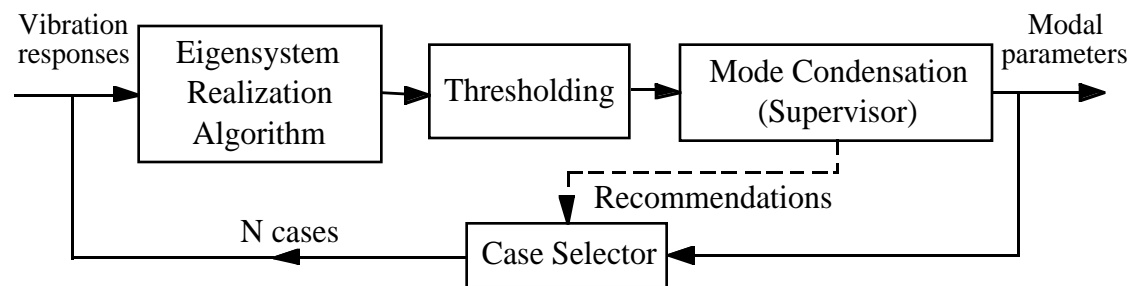 Vibration
responses
Eigensystem
Realization
Algorithm
Thresholding
Mode Condensation
(Supervisor)
Modal
parameters
Recommendations
N cases
Case Selector